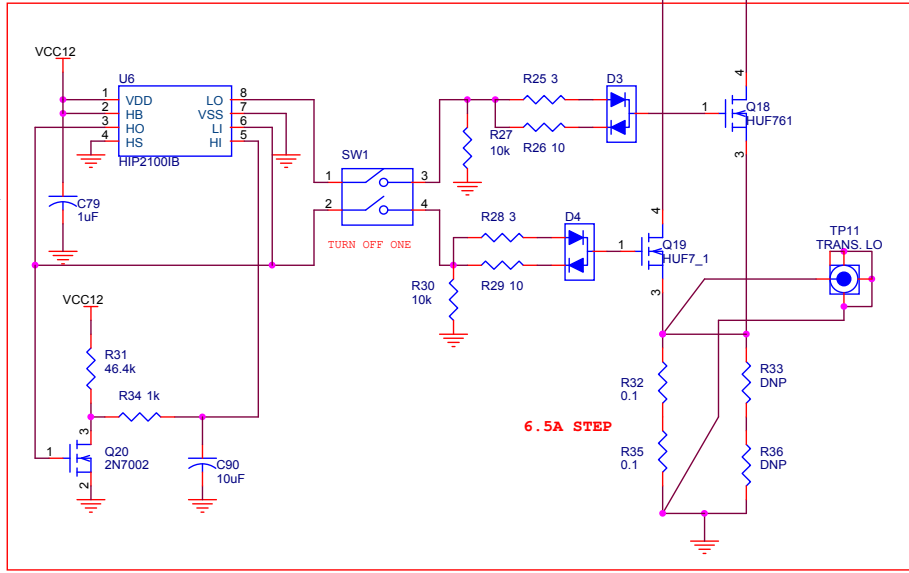 VCC12
U6
1 VDD LO 8
2 HB VSS 7
3 HO LI 6
4 HS HI 5
HIP2100IB
C79
1uF
SW1
1 3
2 4
TURN OFF ONE
R25 3
D3
R27
10k
R26 10
4
1
Q18
HUF761
3
R28 3
D4
R29 10
R30
10k
4
1
Q19
HUF7_1
3
TP11
TRANS. LO
VCC12
R31
46.4k
R34 1k
3
1
Q20
2N7002
2
C90
10uF
R32
0.1
R33
DNP
6.5A STEP
R35
0.1
R36
DNP